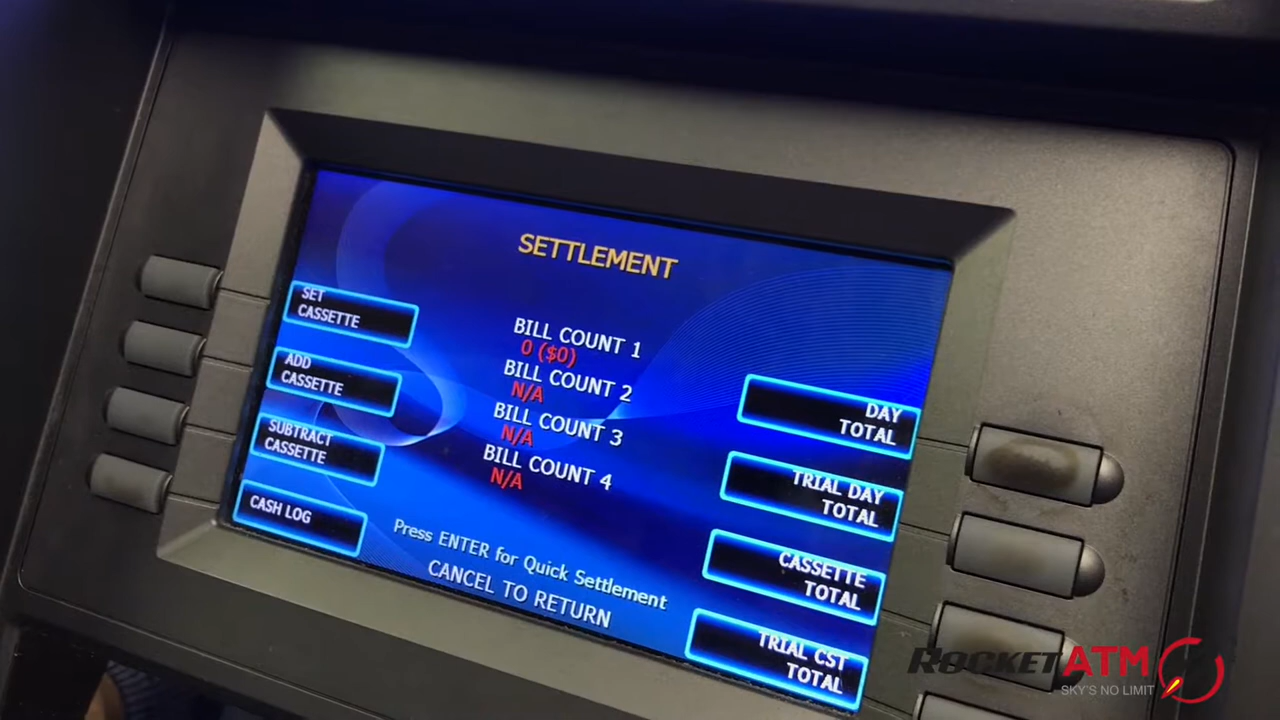 SETTLEMENT
SET
CASSETTE
ADD
CASSETTE
SUBTRACT
CASSETTE
CASH LOG
BILL COUNT 1
0 ($0)
BILL COUNT 2
N/A
BILL COUNT 3
N/A
BILL COUNT 4
N/A
Press ENTER for Quick Settlement
CANCEL TO RETURN
DAY
TOTAL
TRIAL DAY
TOTAL
CASSETTE
TOTAL
TRIAL CST
TOTAL
ROCKETATM
SKY'S NO LIMIT